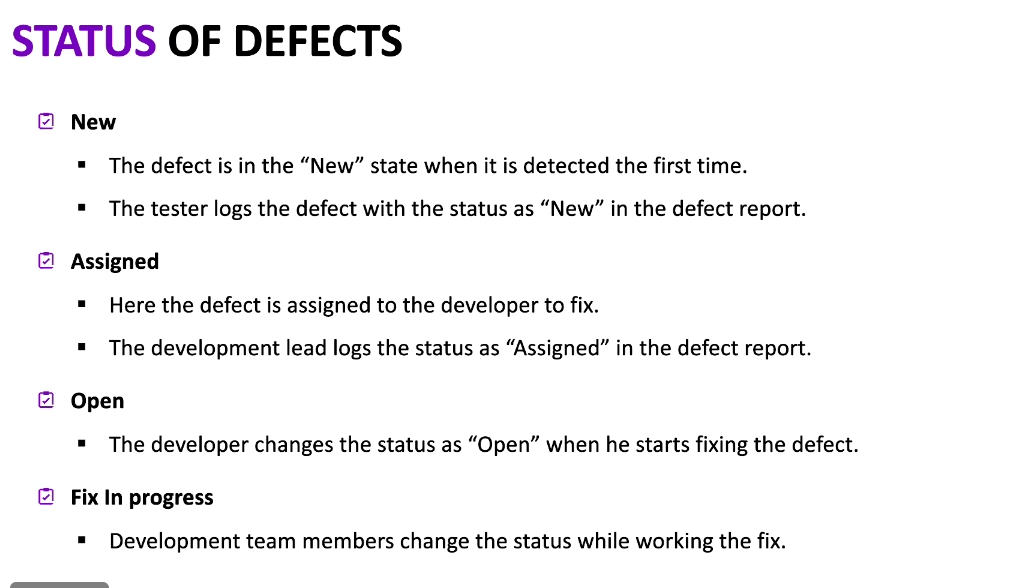 STATUS OF DEFECTS
New
▪ The defect is in the “New” state when it is detected the first time.
▪ The tester logs the defect with the status as “New” in the defect report.
Assigned
▪ Here the defect is assigned to the developer to fix.
▪ The development lead logs the status as “Assigned” in the defect report.
Open
▪ The developer changes the status as “Open” when he starts fixing the defect.
Fix In progress
▪ Development team members change the status while working the fix.